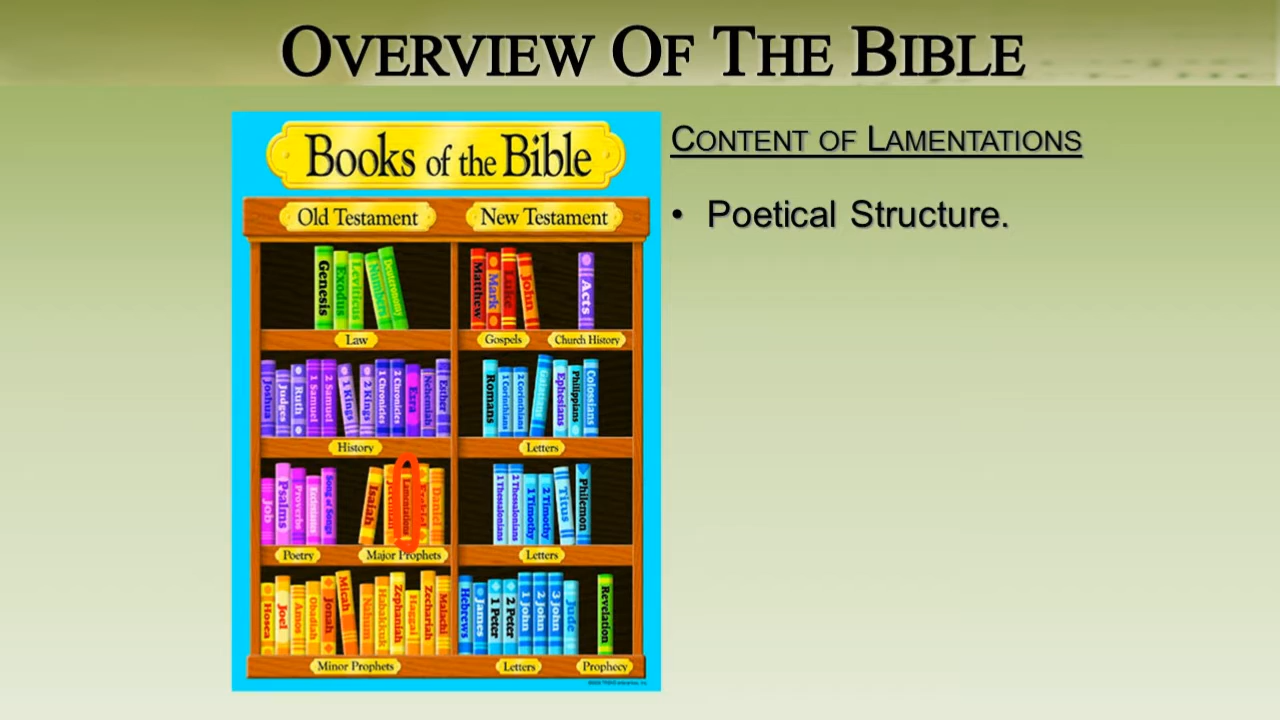 OVERVIEW OF THE BIBLE
Books of the Bible
Old Testament
New Testament
CONTENT OF LAMENTATIONS
• Poetical Structure.
Genesis
Exodus
Leviticus
Numbers
Deuteronomy
Matthew
Mark
Luke
John
Acts
Law
Gospels
Church History
Joshua
Judges
Ruth
1 Samuel
2 Samuel
1 Kings
2 Kings
1 Chronicles
2 Chronicles
Ezra
Nehemiah
Esther
Romans
1 Corinthians
2 Corinthians
Galatians
Ephesians
Philippians
Colossians
History
Letters
Job
Psalms
Proverbs
Ecclesiastes
Song of Songs
Isaiah
Jeremiah
Lamentations
Ezekiel
Daniel
1 Thessalonians
2 Thessalonians
1 Timothy
2 Timothy
Titus
Philemon
Poetry
Major Prophets
Letters
Hosea
Joel
Amos
Obadiah
Jonah
Micah
Nahum
Habakkuk
Zephaniah
Haggai
Zechariah
Malachi
Hebrews
James
1 Peter
2 Peter
1 John
2 John
3 John
Jude
Revelation
Minor Prophets
Letters
Prophecy